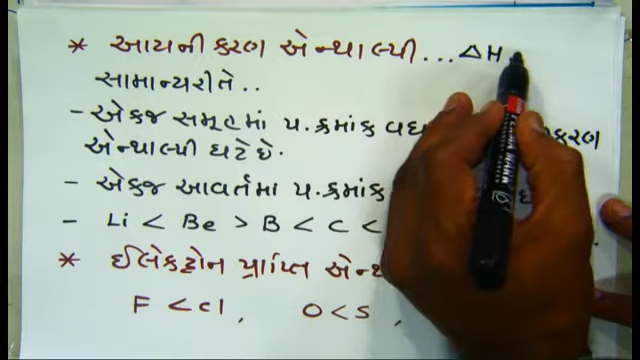 * આયનીકરણ એન્થાલ્પી... ΔH
સામાન્યરીતે..
- એકજ સમૂહમાં પ.ક્રમાંક વધ કરણ
એન્થાલ્પી ઘટે છે.
- એકજ આવર્તમાં પ.ક્રમાંક
- Li < Be > B < C <
* ઈલેક્ટ્રોન પ્રાપ્તિ એન્થ
F < Cl, O < S,